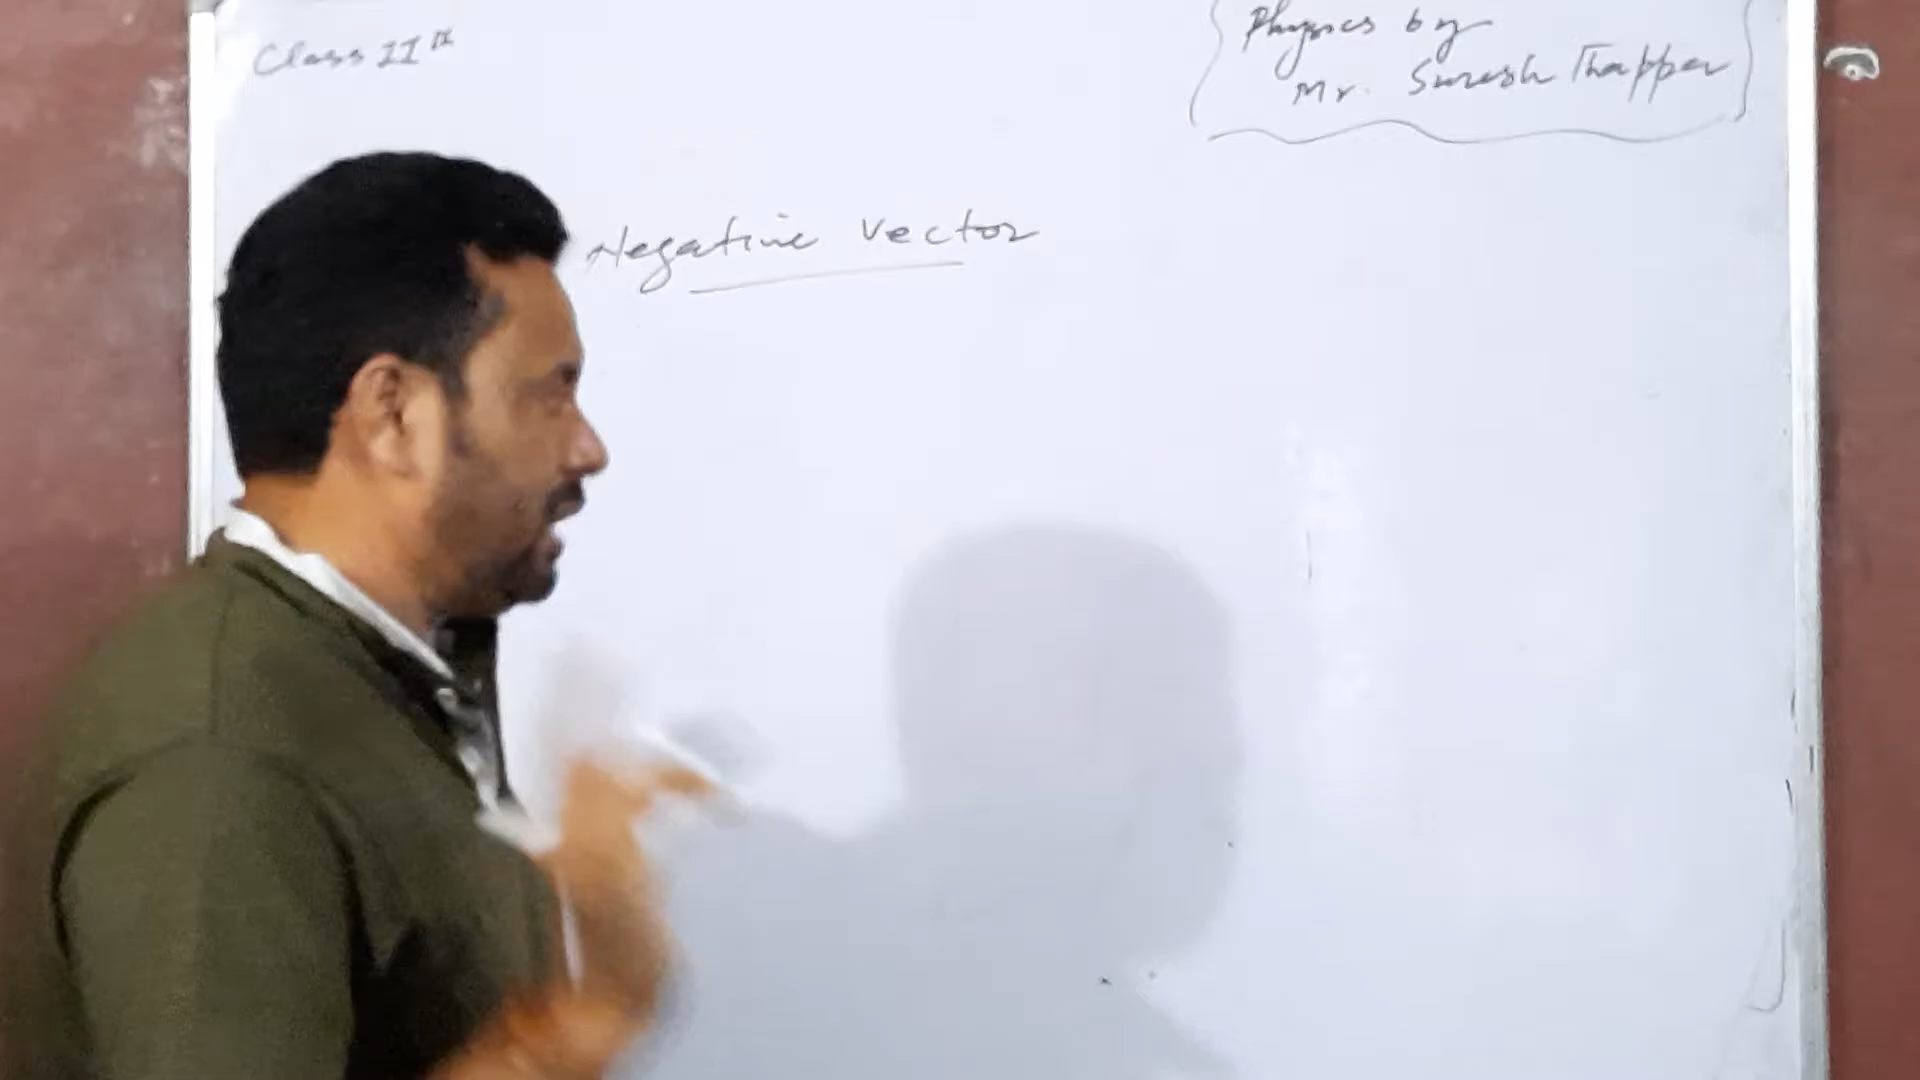 Class 11th
Physics by
Mr. Suresh Thapper
Negative vector